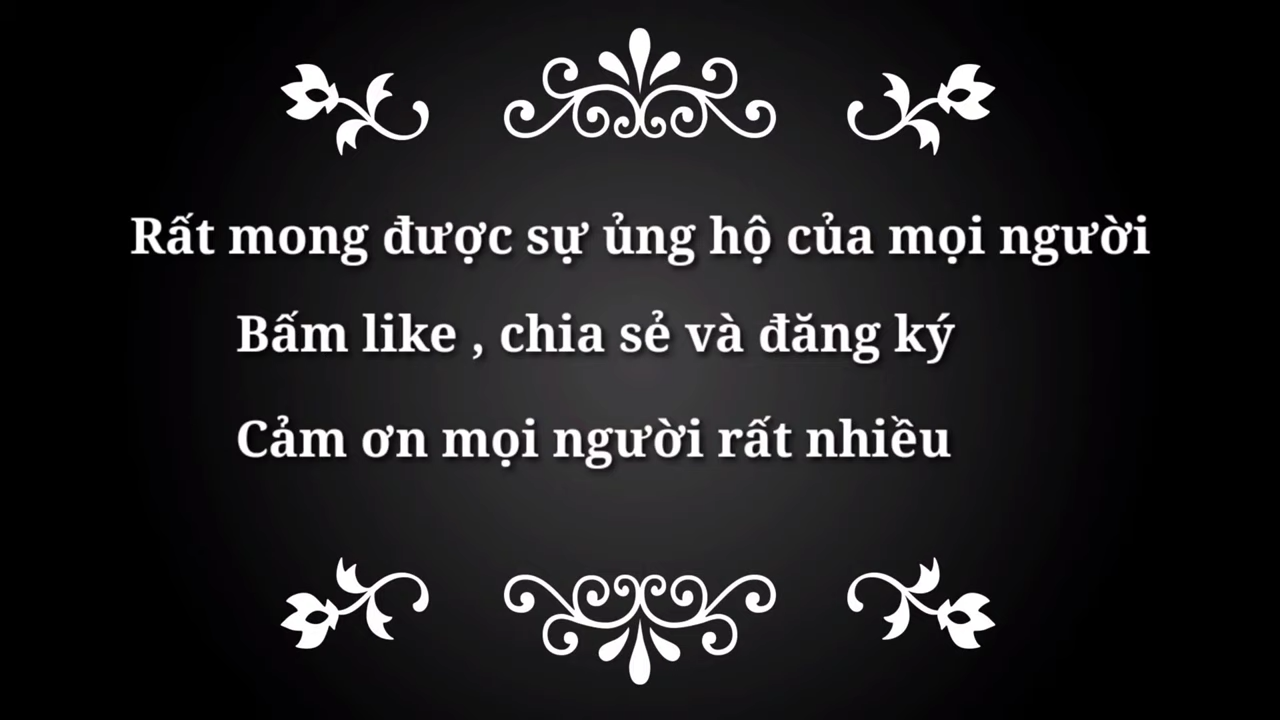 Rất mong được sự ủng hộ của mọi người
Bấm like , chia sẻ và đăng ký
Cảm ơn mọi người rất nhiều